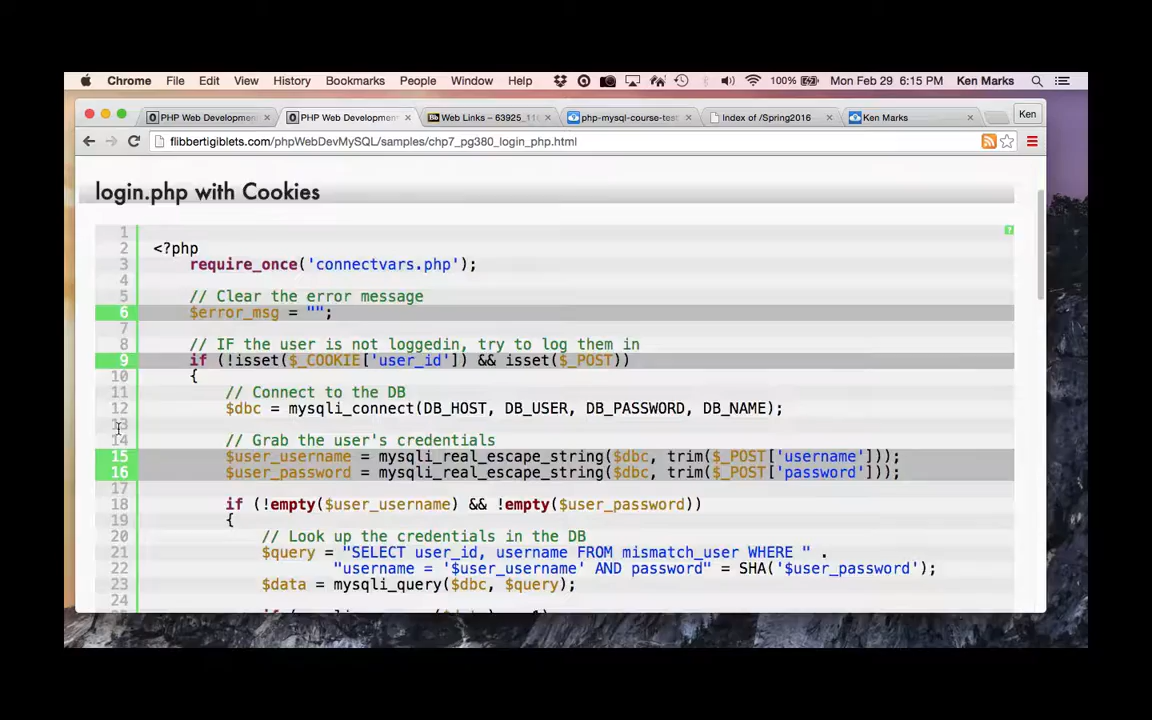 Chrome File Edit View History Bookmarks People Window Help 100% Mon Feb 29 6:15 PM Ken Marks
PHP Web Developmen × PHP Web Developmen × Web Links – 63925_11 × php-mysql-course-test × Index of /Spring2016 × Ken Marks × Ken
flibbertigiblets.com/phpWebDevMySQL/samples/chp7_pg380_login_php.html
login.php with Cookies
1
2 <?php
3 require_once('connectvars.php');
4
5 // Clear the error message
6 $error_msg = "";
7
8 // IF the user is not loggedin, try to log them in
9 if (!isset($_COOKIE['user_id']) && isset($_POST))
10 {
11 // Connect to the DB
12 $dbc = mysqli_connect(DB_HOST, DB_USER, DB_PASSWORD, DB_NAME);
13
14 // Grab the user's credentials
15 $user_username = mysqli_real_escape_string($dbc, trim($_POST['username']));
16 $user_password = mysqli_real_escape_string($dbc, trim($_POST['password']));
17
18 if (!empty($user_username) && !empty($user_password))
19 {
20 // Look up the credentials in the DB
21 $query = "SELECT user_id, username FROM mismatch_user WHERE " .
22 "username = '$user_username' AND password" = SHA('$user_password');
23 $data = mysqli_query($dbc, $query);
24